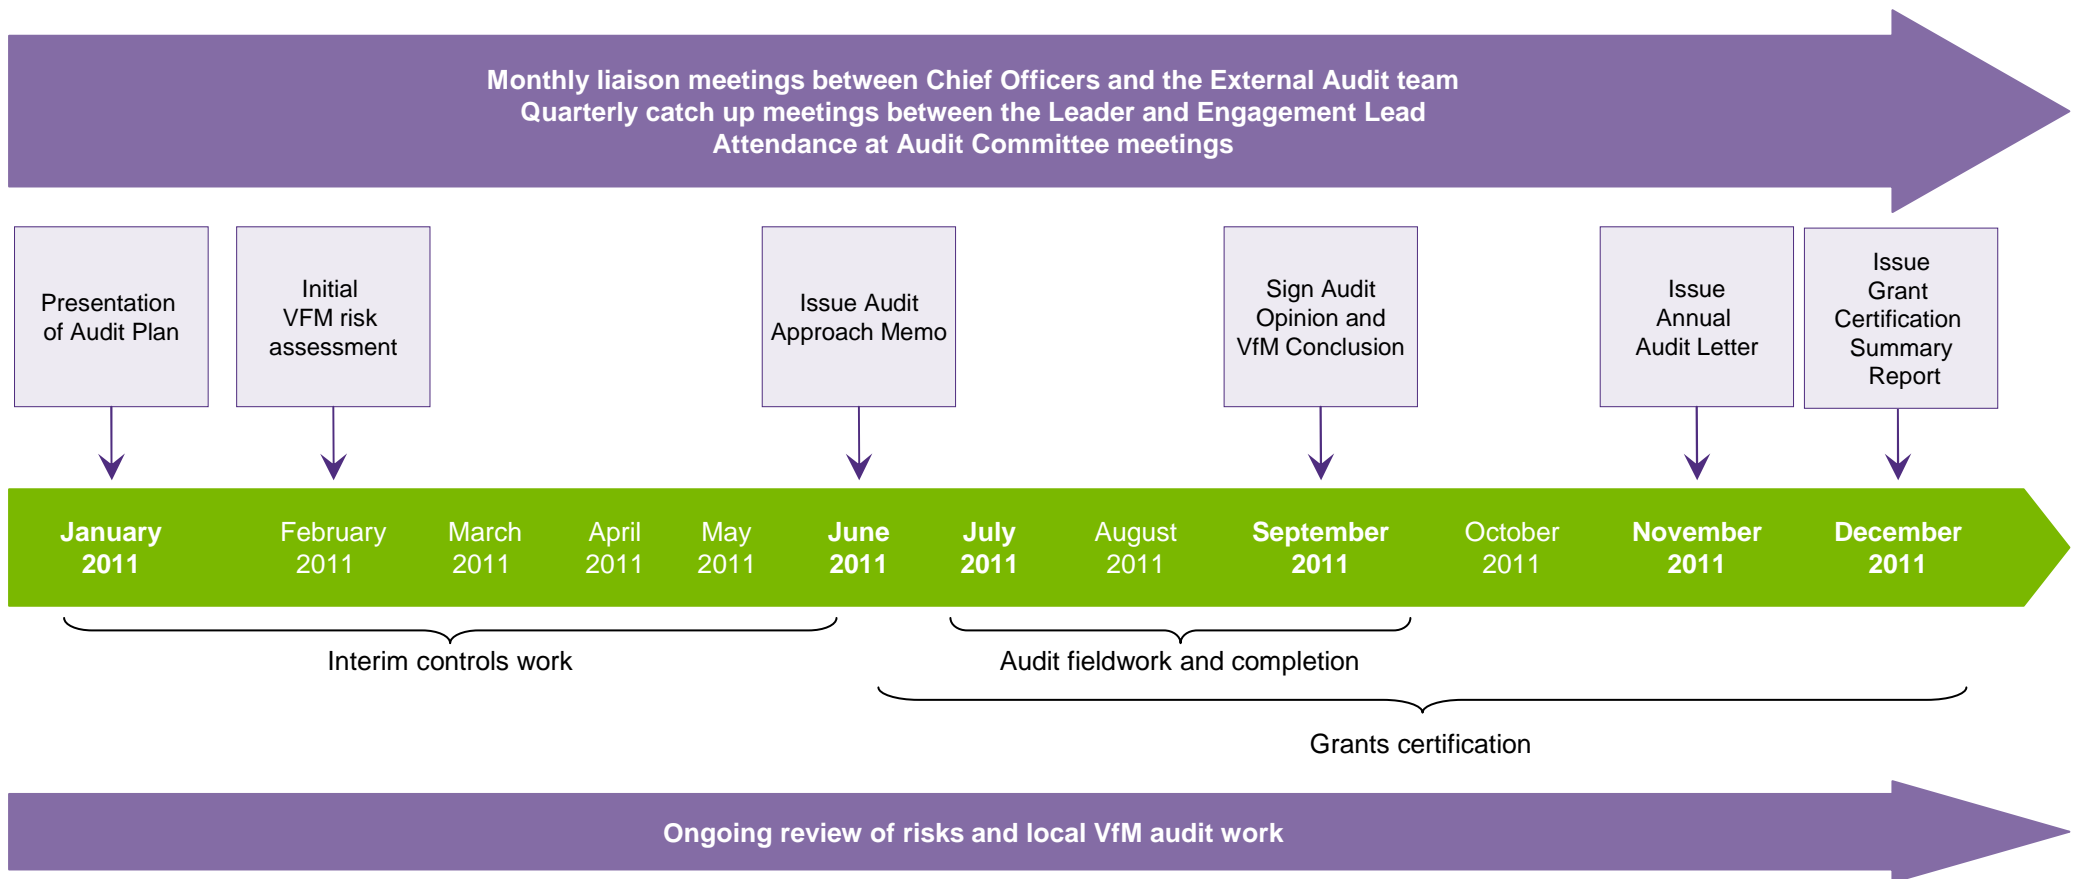 Monthly liaison meetings between Chief Officers and the External Audit team
Quarterly catch up meetings between the Leader and Engagement Lead
Attendance at Audit Committee meetings
Presentation
of Audit Plan
Initial
VFM risk
assessment
Issue Audit
Approach Memo
Sign Audit
Opinion and
VfM Conclusion
Issue
Annual
Audit Letter
Issue
Grant
Certification
Summary
Report
January
2011
February
2011
March
2011
April
2011
May
2011
June
2011
July
2011
August
2011
September
2011
October
2011
November
2011
December
2011
Interim controls work
Audit fieldwork and completion
Grants certification
Ongoing review of risks and local VfM audit work